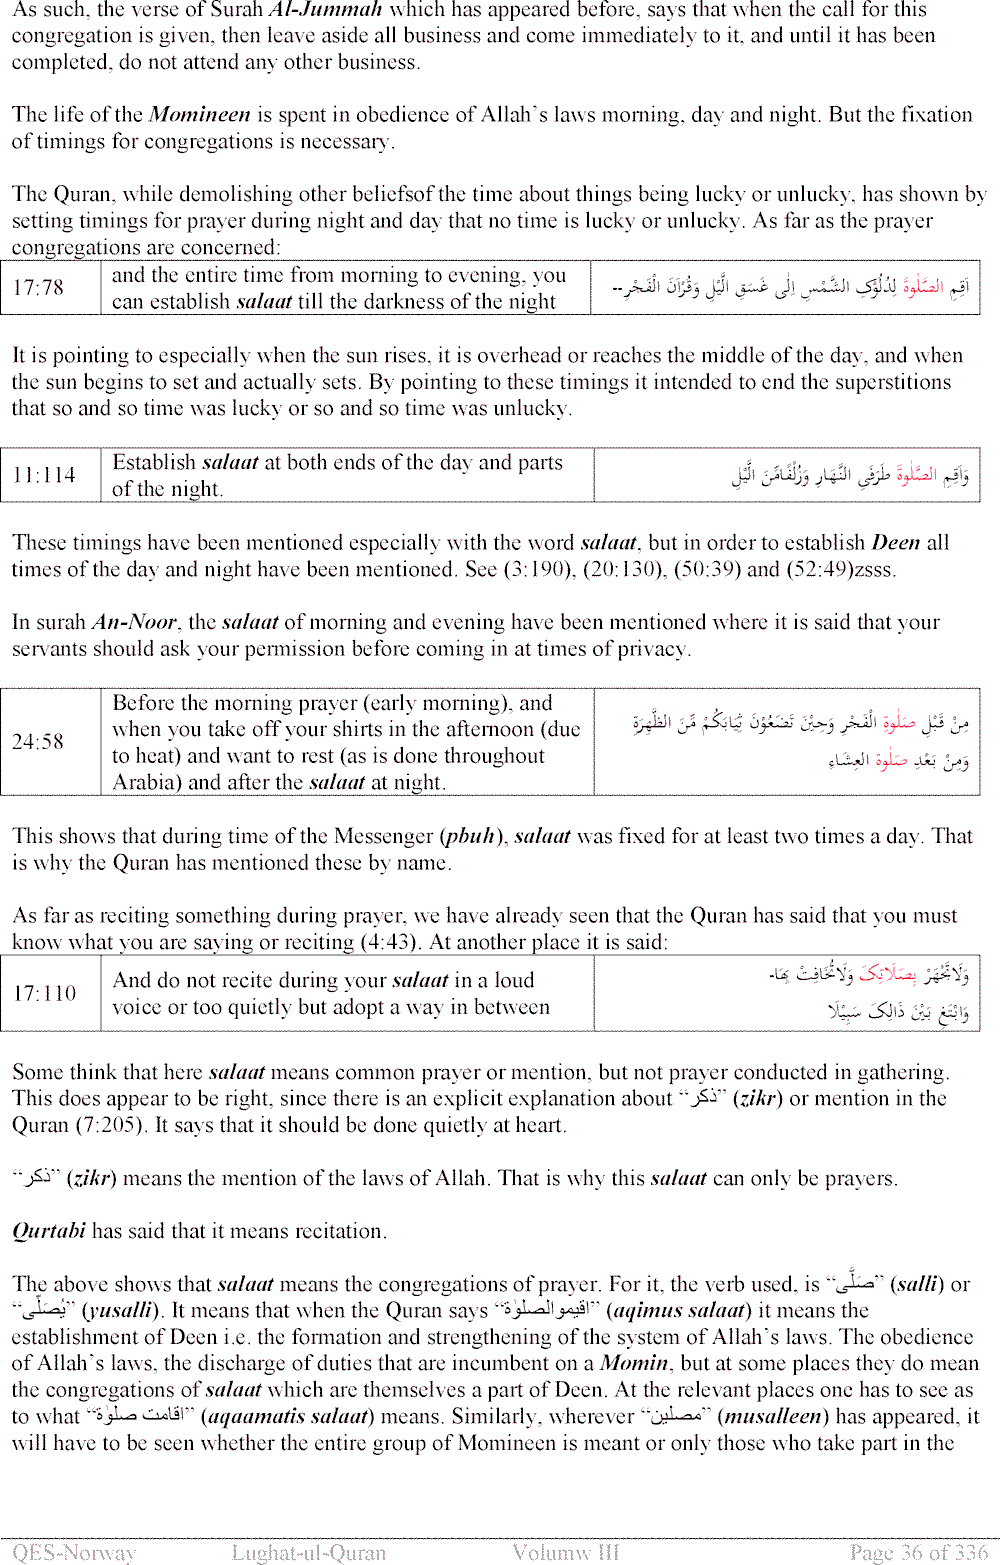 As such, the verse of Surah Al-Jummah which has appeared before, says that when the call for this
congregation is given, then leave aside all business and come immediately to it, and until it has been
completed, do not attend any other business.
The life of the Momineen is spent in obedience of Allah's laws morning, day and night. But the fixation
of timings for congregations is necessary.
The Quran, while demolishing other beliefsof the time about things being lucky or unlucky, has shown by
setting timings for prayer during night and day that no time is lucky or unlucky. As far as the prayer
congregations are concerned:
17:78
and the entire time from morning to evening, you
can establish salaat till the darkness of the night
اَقِمِ الصَّلٰوةَ لِدُلُوْکِ الشَّمْسِ اِلٰی غَسَقِ الَّيْلِ وَقُرْاٰنَ الْفَجْرِ--
It is pointing to especially when the sun rises, it is overhead or reaches the middle of the day, and when
the sun begins to set and actually sets. By pointing to these timings it intended to end the superstitions
that so and so time was lucky or so and so time was unlucky.
11:114
Establish salaat at both ends of the day and parts
of the night.
وَاَقِمِ الصَّلٰوةَ طَرَفَیِ النَّهَارِ وَزُلَفًامِّنَ الَّيْلِ
These timings have been mentioned especially with the word salaat, but in order to establish Deen all
times of the day and night have been mentioned. See (3:190), (20:130), (50:39) and (52:49)zsss.
In surah An-Noor, the salaat of morning and evening have been mentioned where it is said that your
servants should ask your permission before coming in at times of privacy.
24:58
Before the morning prayer (early morning), and
when you take off your shirts in the afternoon (due
to heat) and want to rest (as is done throughout
Arabia) and after the salaat at night.
مِنْ قَبْلِ صَلٰوةِ الْفَجْرِ وَحِيْنَ تَضَعُوْنَ ثِيَابَكُمْ مِّنَ الظَّهِيْرَةِ
وَمِنْ بَعْدِ صَلٰوةِ العِشَاءِ
This shows that during time of the Messenger (pbuh), salaat was fixed for at least two times a day. That
is why the Quran has mentioned these by name.
As far as reciting something during prayer, we have already seen that the Quran has said that you must
know what you are saying or reciting (4:43). At another place it is said:
17:110
And do not recite during your salaat in a loud
voice or too quietly but adopt a way in between
وَلَاتَجْهَرْ بِصَلَاتِکَ وَلَاتُخَافِتْ بِهَا-
وَابْتَغِ بَيْنَ ذَالِکَ سَبِيْلًا
Some think that here salaat means common prayer or mention, but not prayer conducted in gathering.
This does appear to be right, since there is an explicit explanation about “ذکر” (zikr) or mention in the
Quran (7:205). It says that it should be done quietly at heart.
“ذکر” (zikr) means the mention of the laws of Allah. That is why this salaat can only be prayers.
Qurtabi has said that it means recitation.
The above shows that salaat means the congregations of prayer. For it, the verb used, is “صَلَّی” (salli) or
“يُصَلِّی” (yusalli). It means that when the Quran says “اقيموالصلوٰة” (aqimus salaat) it means the
establishment of Deen i.e. the formation and strengthening of the system of Allah's laws. The obedience
of Allah's laws, the discharge of duties that are incumbent on a Momin, but at some places they do mean
the congregations of salaat which are themselves a part of Deen. At the relevant places one has to see as
to what “اقامت صلوٰة” (aqaamatis salaat) means. Similarly, wherever “مصلين” (musalleen) has appeared, it
will have to be seen whether the entire group of Momineen is meant or only those who take part in the
QES-Norway Lughat-ul-Quran Volumw III Page 36 of 336